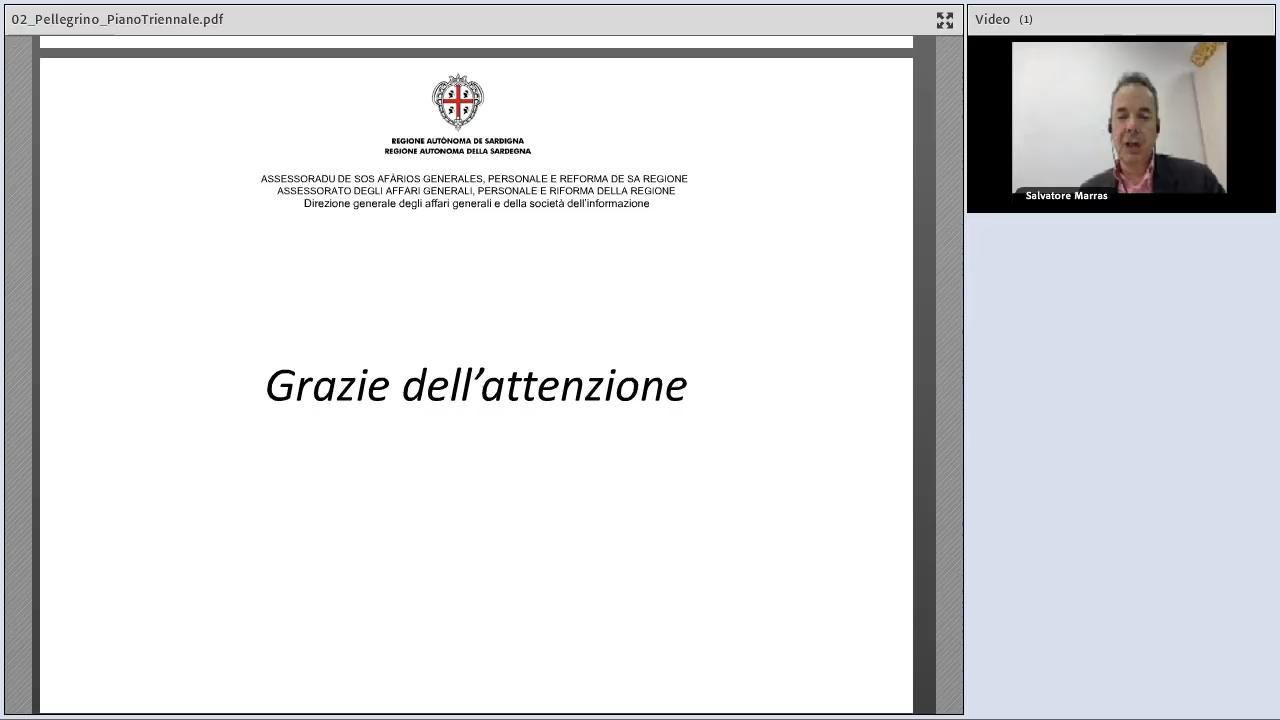 02_Pellegrino_PianoTriennale.pdf
Video (1)
REGIONE AUTÒNOMA DE SARDIGNA
REGIONE AUTONOMA DELLA SARDEGNA
ASSESSORADU DE SOS AFÀRIOS GENERALES, PERSONALE E REFORMA DE SA REGIONE
ASSESSORATO DEGLI AFFARI GENERALI, PERSONALE E RIFORMA DELLA REGIONE
Direzione generale degli affari generali e della società dell'informazione
Salvatore Marras
Grazie dell’attenzione